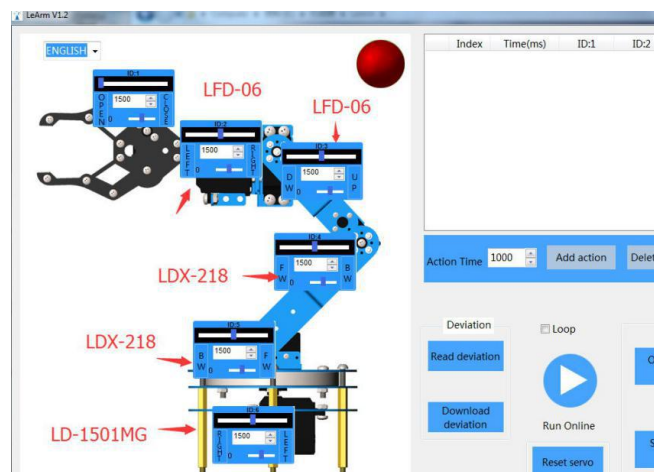 LeArm V1.2
ENGLISH
Index Time(ms) ID:1 ID:2
ID:1
OPEN 1500 CLOSE
0
LFD-06
LFD-06
ID:2
LEFT 1500 RIGHT
0
ID:3
DW 1500 UP
0
ID:4
FW 1500 BW
0
LDX-218
Action Time 1000 Add action Delet
LDX-218
ID:5
BW 1500 FW
0
Deviation
Loop
Read deviation
Download
deviation
Run Online
Reset servo
LD-1501MG
ID:6
RIGHT 1500 LEFT
0
O
S